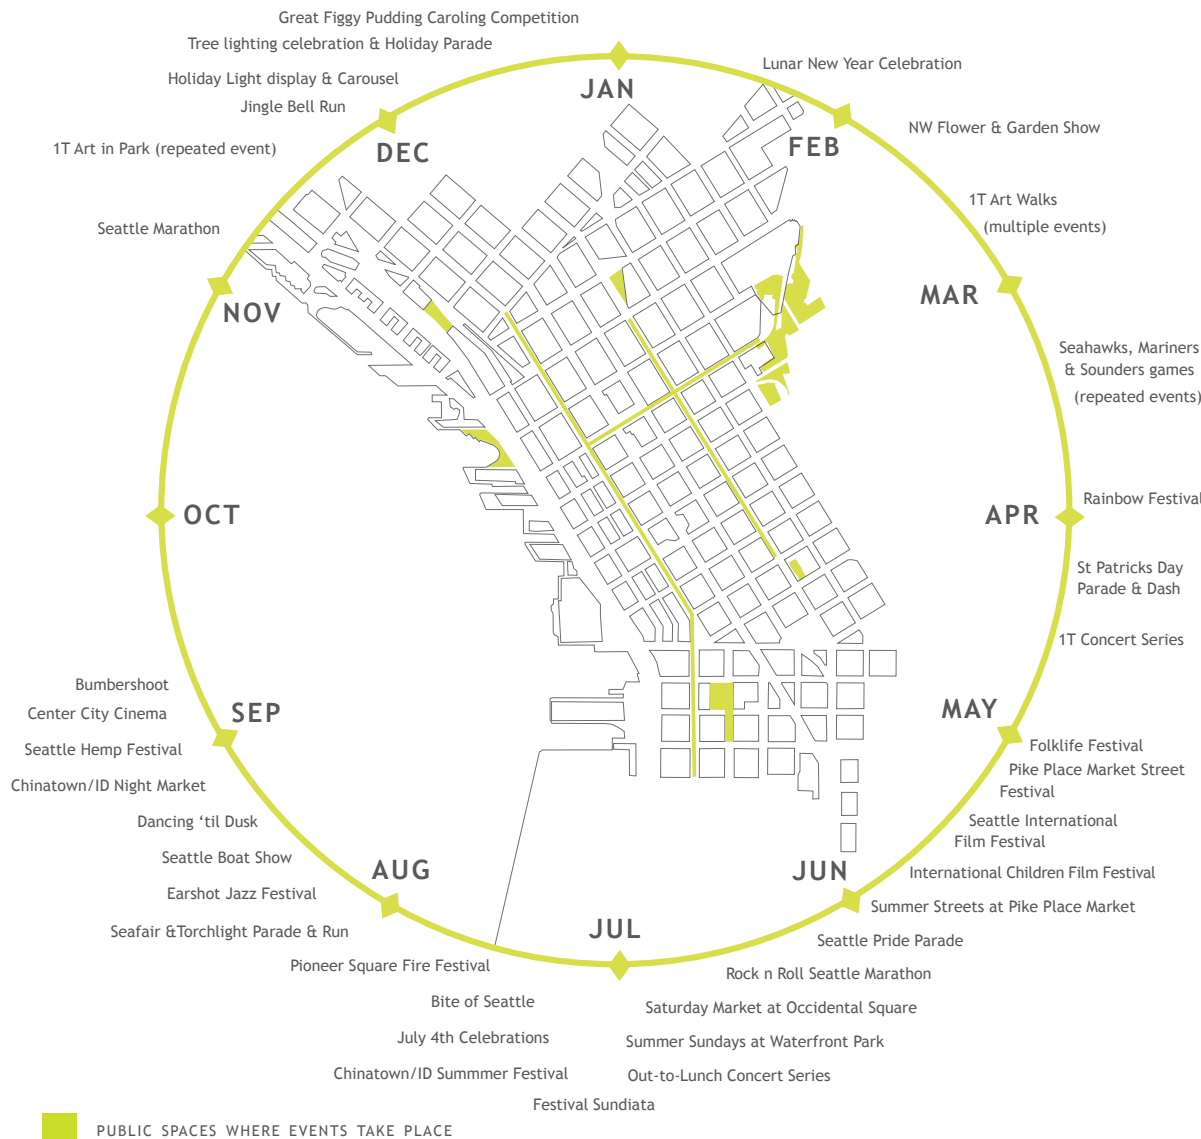 Great Figgy Pudding Caroling Competition
Tree lighting celebration & Holiday Parade
Holiday Light display & Carousel
Jingle Bell Run
1T Art in Park (repeated event)
Seattle Marathon
JAN
Lunar New Year Celebration
FEB
NW Flower & Garden Show
1T Art Walks
(multiple events)
MAR
Seahawks, Mariners
& Sounders games
(repeated events)
APR
Rainbow Festival
St Patricks Day
Parade & Dash
1T Concert Series
MAY
Folklife Festival
Pike Place Market Street
Festival
Seattle International
Film Festival
International Children Film Festival
JUN
Summer Streets at Pike Place Market
Seattle Pride Parade
Rock n Roll Seattle Marathon
Saturday Market at Occidental Square
Summer Sundays at Waterfront Park
Out-to-Lunch Concert Series
JUL
Festival Sundiata
Chinatown/ID Summmer Festival
July 4th Celebrations
Bite of Seattle
Pioneer Square Fire Festival
AUG
Seafair &Torchlight Parade & Run
Earshot Jazz Festival
Seattle Boat Show
Dancing ‘til Dusk
Chinatown/ID Night Market
Seattle Hemp Festival
Center City Cinema
Bumbershoot
SEP
OCT
NOV
DEC
PUBLIC SPACES WHERE EVENTS TAKE PLACE